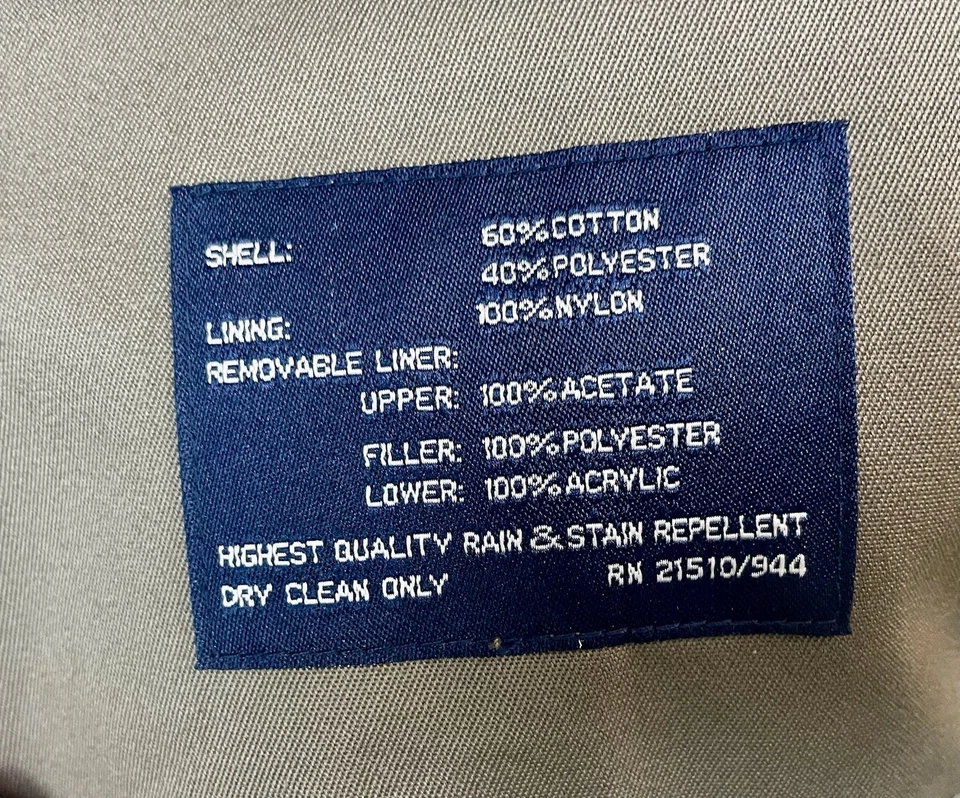 SHELL: 60% COTTON
40% POLYESTER
LINING: 100% NYLON
REMOVABLE LINER:
UPPER: 100% ACETATE
FILLER: 100% POLYESTER
LOWER: 100% ACRYLIC
HIGHEST QUALITY RAIN & STAIN REPELLENT
DRY CLEAN ONLY RN 21510/944